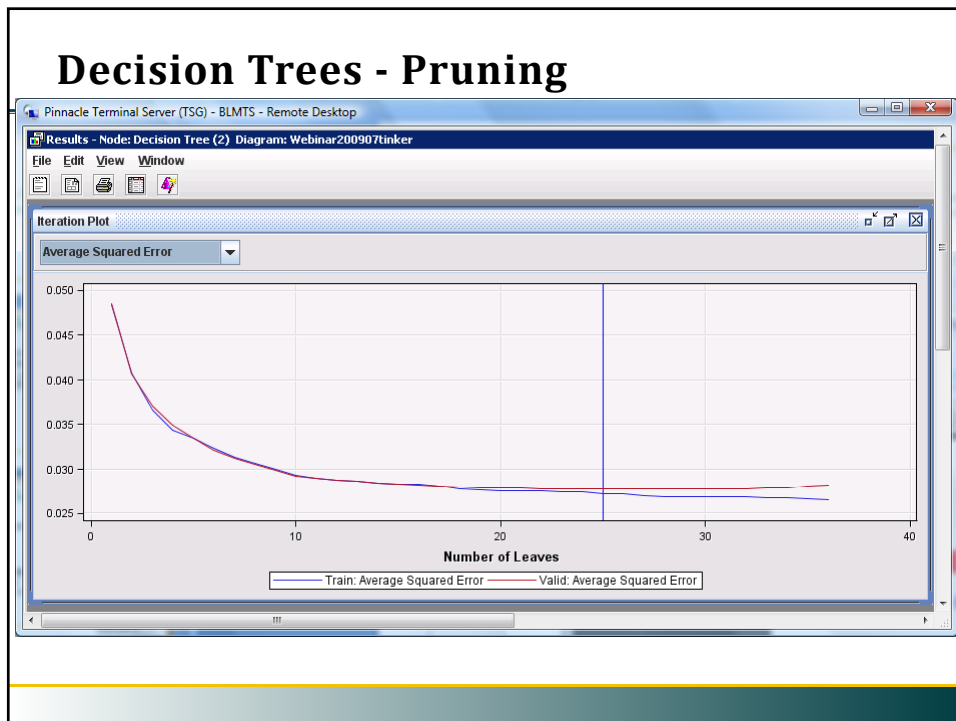 Decision Trees - Pruning
Pinnacle Terminal Server (TSG) - BLMTS - Remote Desktop
Results - Node: Decision Tree (2) Diagram: Webinar200907tinker
File Edit View Window
Iteration Plot
Average Squared Error
0.050
0.045
0.040
0.035
0.030
0.025
0 10 20 30 40
Number of Leaves
Train: Average Squared Error Valid: Average Squared Error